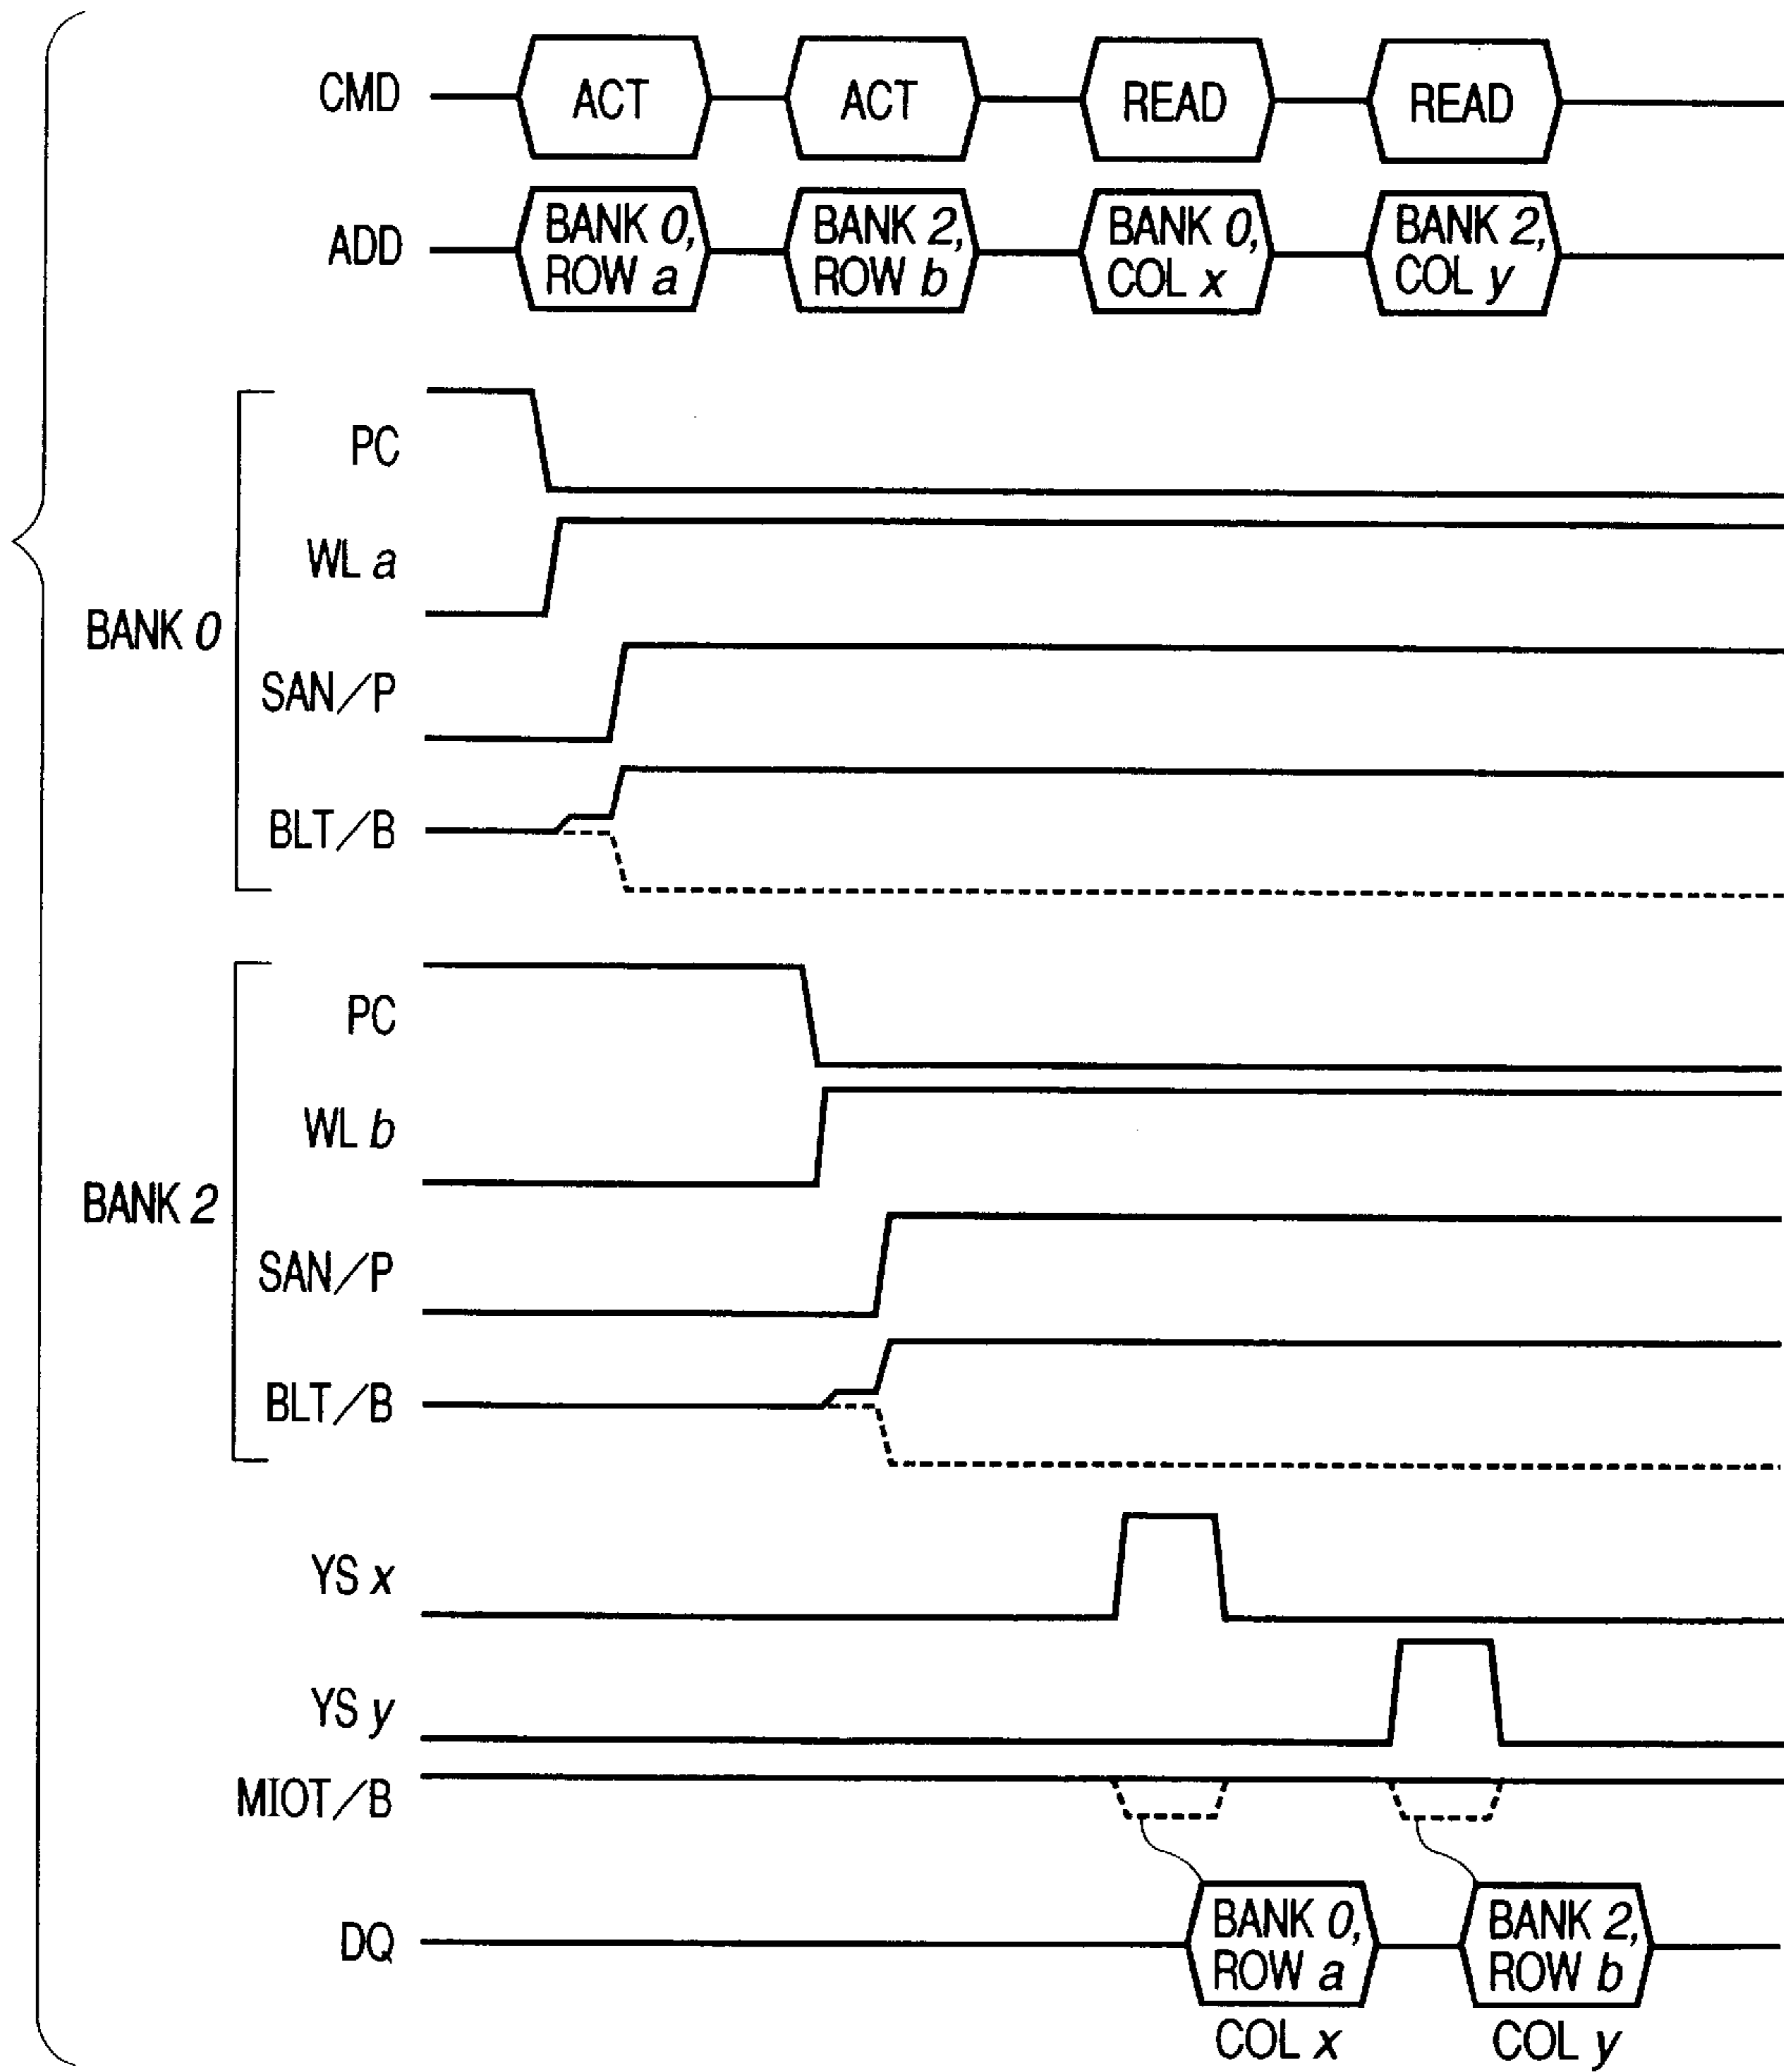 CMD ACT ACT READ READ
ADD BANK 0, ROW a BANK 2, ROW b BANK 0, COL x BANK 2, COL y
BANK 0
PC
WL a
SAN/P
BLT/B
BANK 2
PC
WL b
SAN/P
BLT/B
YS x
YS y
MIOT/B
DQ BANK 0, ROW a COL x BANK 2, ROW b COL y